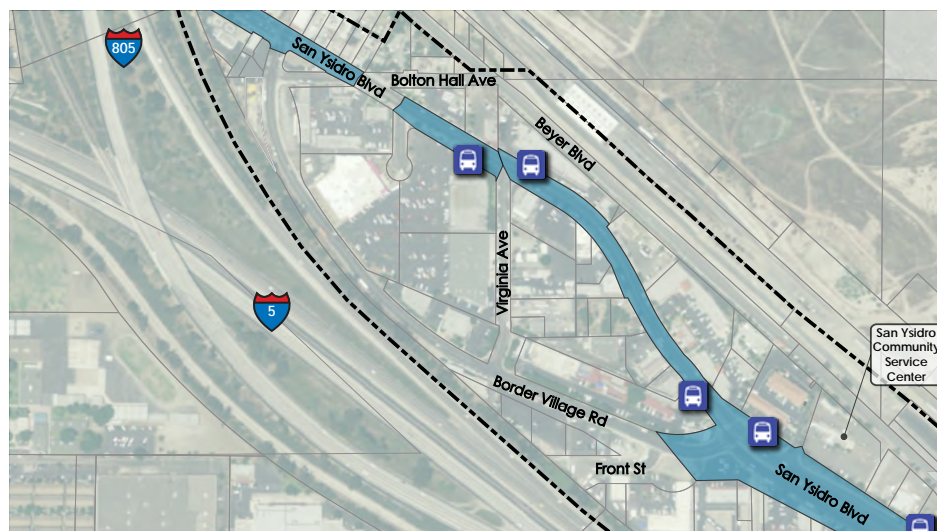 805
San Ysidro Blvd
Bolton Hall Ave
Beyer Blvd
Virginia Ave
5
San Ysidro
Community
Service
Center
Border Village Rd
Front St
San Ysidro Blvd